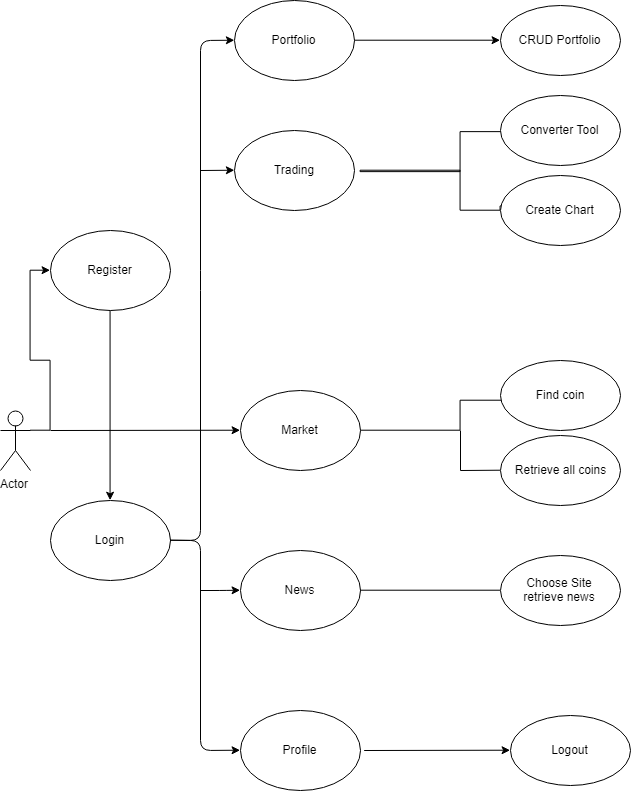 Portfolio
CRUD Portfolio
Converter Tool
Trading
Create Chart
Register
Find coin
Market
Retrieve all coins
Actor
Login
News
Choose Site
retrieve news
Profile
Logout